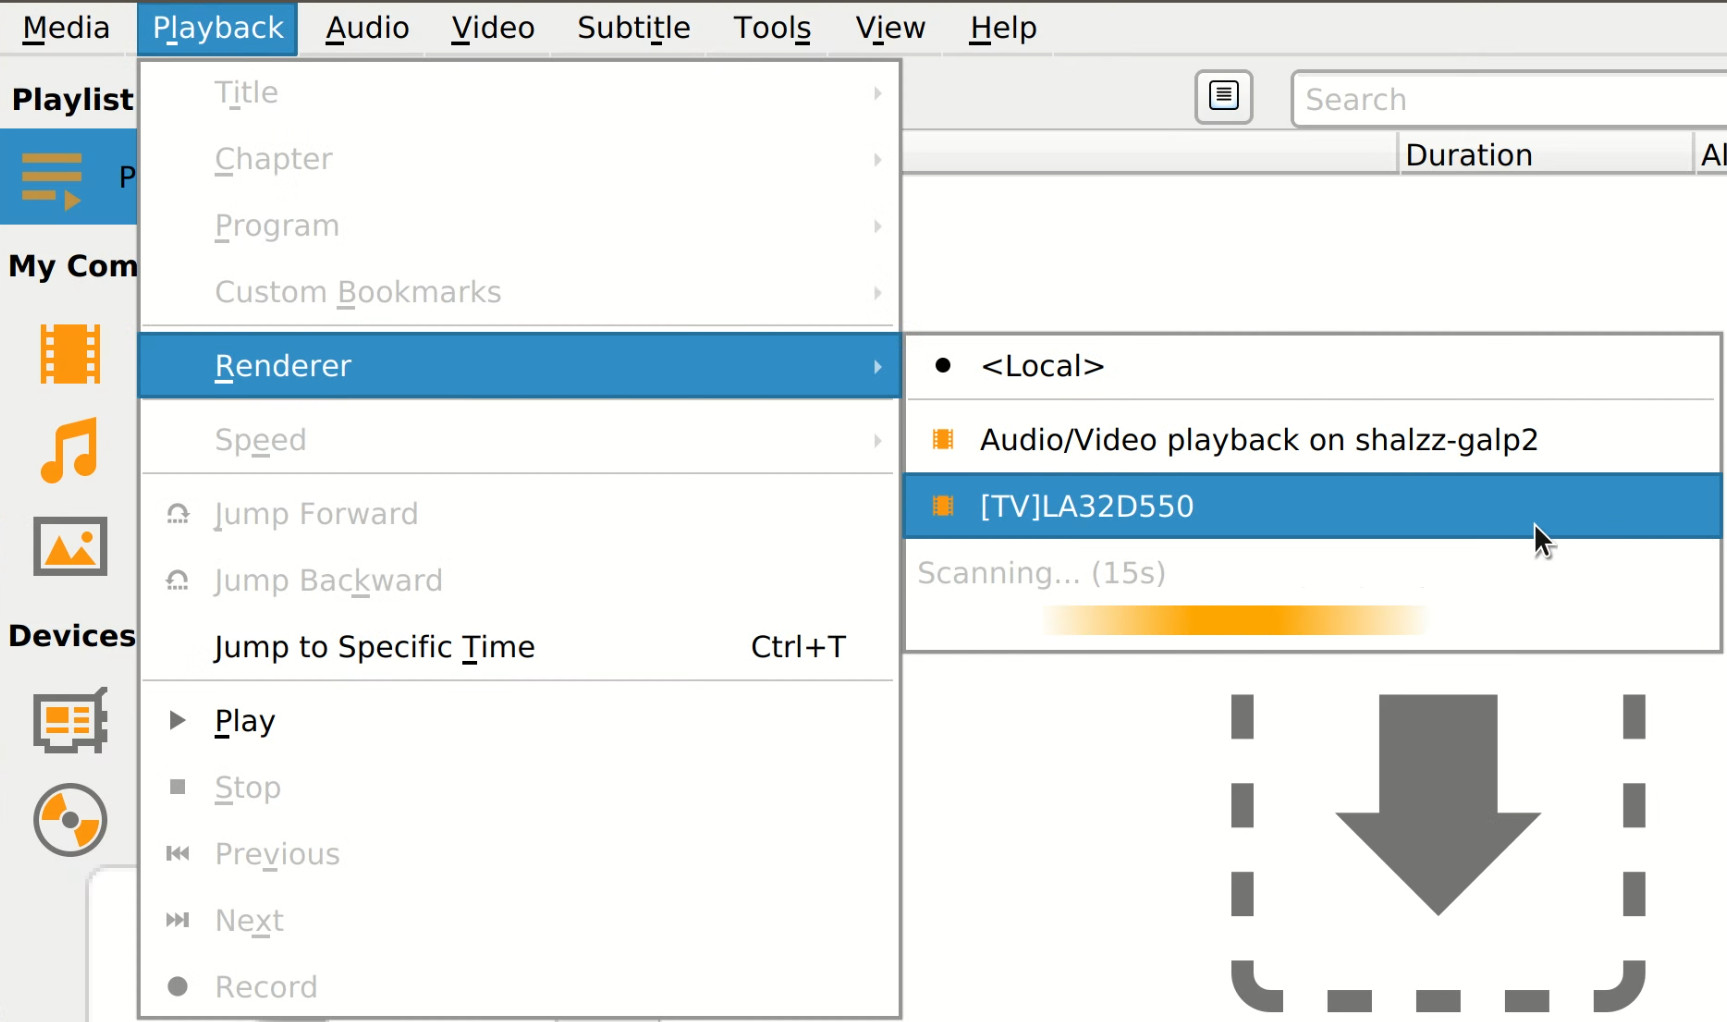 Media Playback Audio Video Subtitle Tools View Help
Playlist
Search
P
Duration
Al
My Com
Devices
Title
Chapter
Program
Custom Bookmarks
Renderer
Speed
Jump Forward
Jump Backward
Jump to Specific Time Ctrl+T
Play
Stop
Previous
Next
Record
<Local>
Audio/Video playback on shalzz-galp2
[TV]LA32D550
Scanning... (15s)